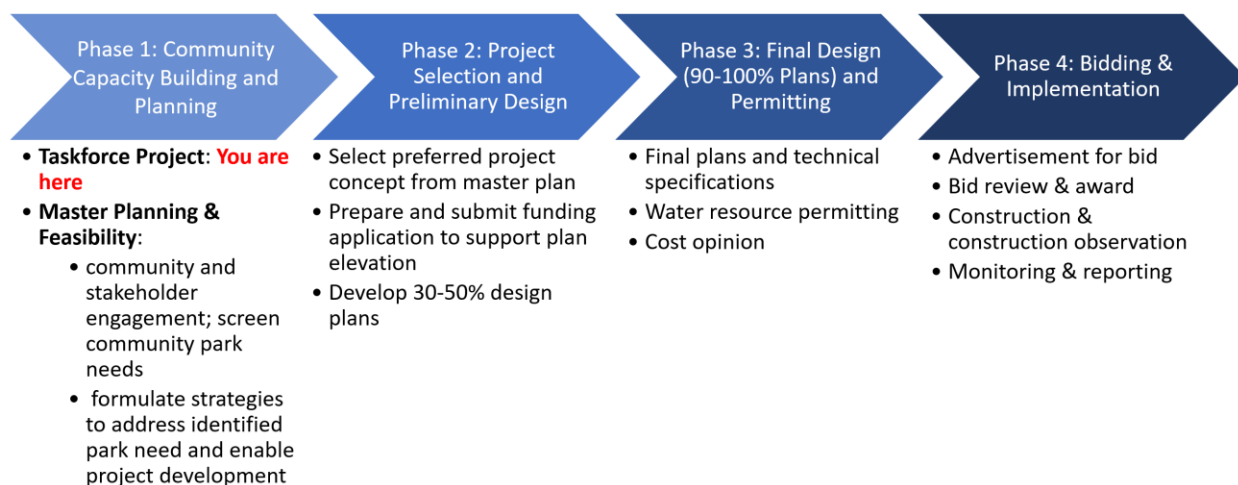 Phase 1: Community
Capacity Building and
Planning
• Taskforce Project: You are
here
• Master Planning &
Feasibility:
• community and
stakeholder
engagement; screen
community park
needs
• formulate strategies
to address identified
park need and enable
project development
Phase 2: Project
Selection and
Preliminary Design
• Select preferred project
concept from master plan
• Prepare and submit funding
application to support plan
elevation
• Develop 30-50% design
plans
Phase 3: Final Design
(90-100% Plans) and
Permitting
• Final plans and technical
specifications
• Water resource permitting
• Cost opinion
Phase 4: Bidding &
Implementation
• Advertisement for bid
• Bid review & award
• Construction &
construction observation
• Monitoring & reporting